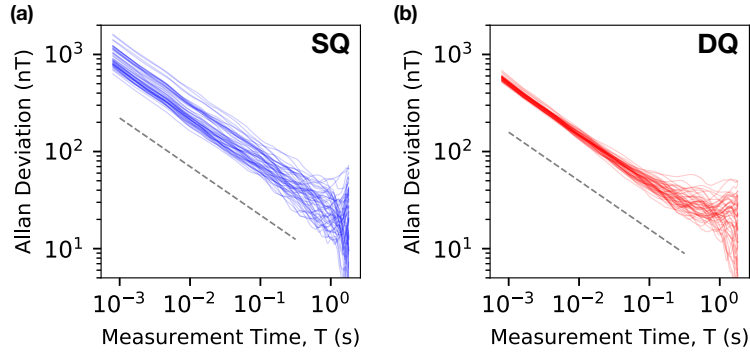 (a)
SQ
Allan Deviation (nT)
10³
10²
10¹
10⁻³ 10⁻² 10⁻¹ 10⁰
Measurement Time, T (s)
(b)
DQ
Allan Deviation (nT)
10³
10²
10¹
10⁻³ 10⁻² 10⁻¹ 10⁰
Measurement Time, T (s)